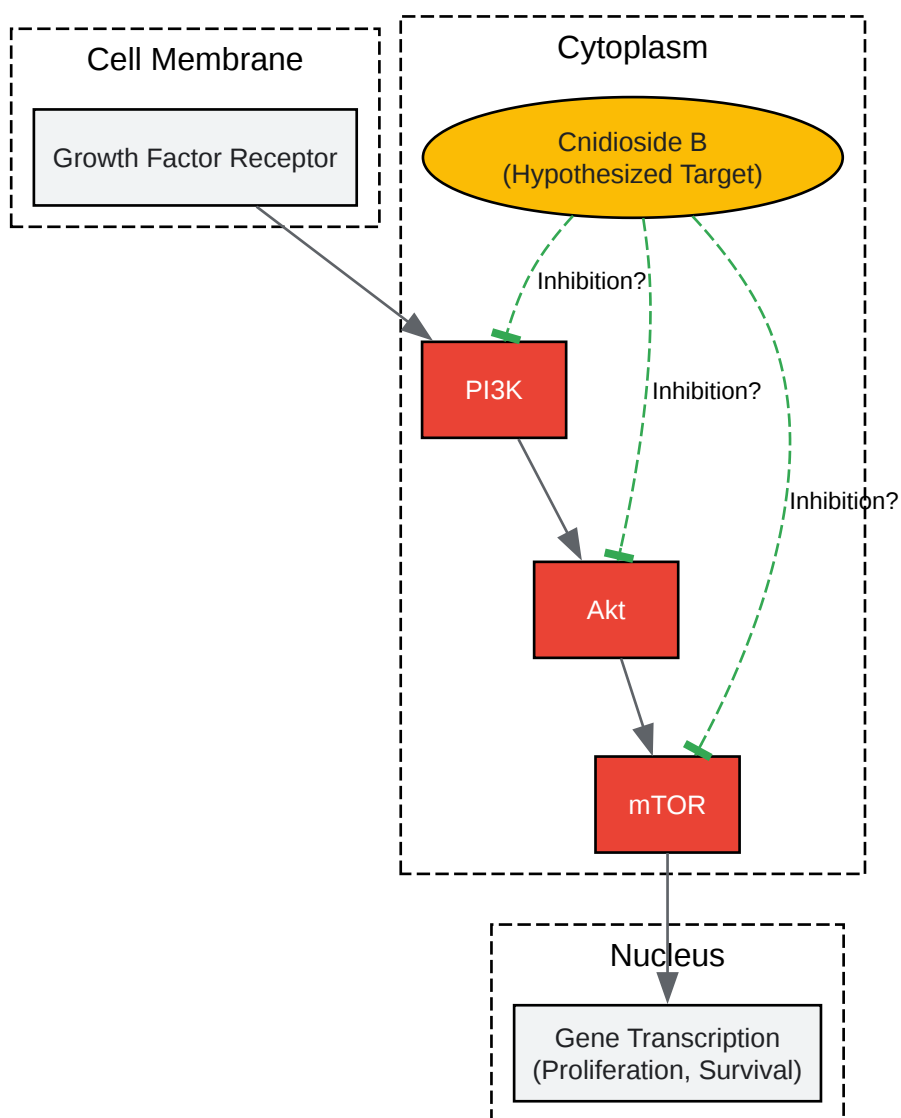 Cell Membrane
Growth Factor Receptor
Cytoplasm
Cnidioside B
(Hypothesized Target)
Inhibition?
PI3K
Inhibition?
Inhibition?
Akt
mTOR
Nucleus
Gene Transcription
(Proliferation, Survival)